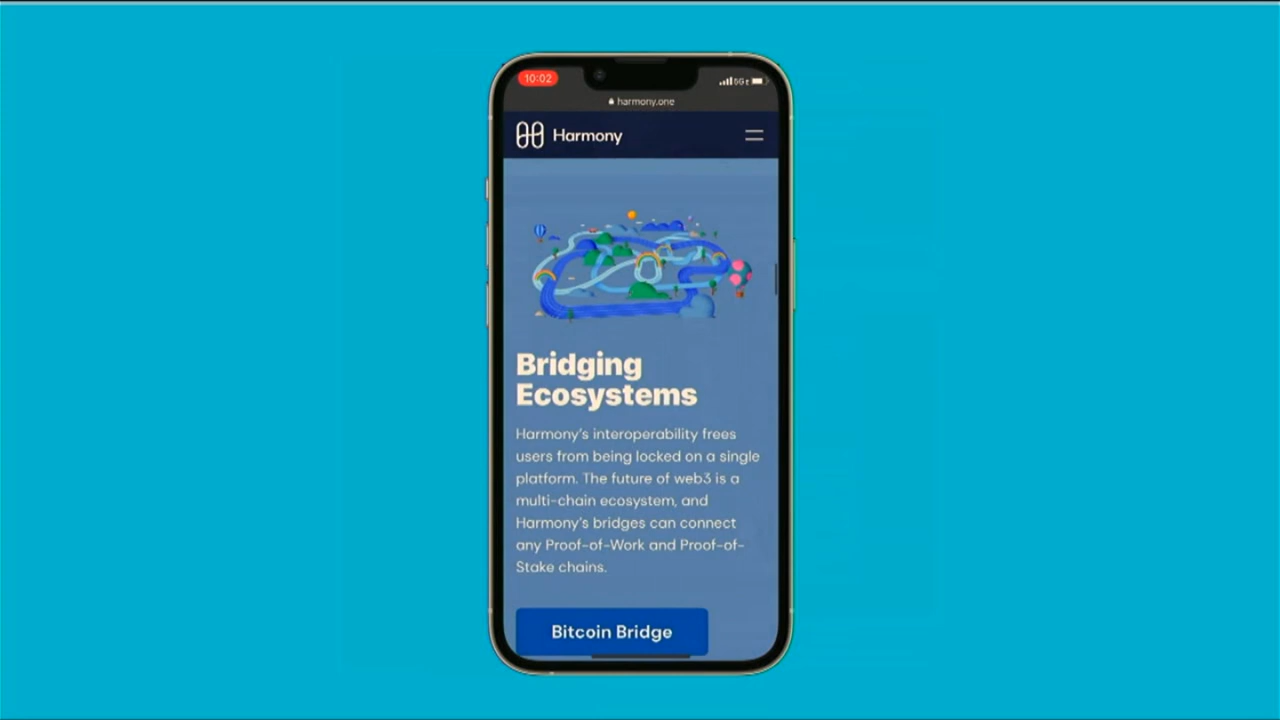 10:02
5G
harmony.one
Harmony
Bridging
Ecosystems
Harmony's interoperability frees
users from being locked on a single
platform. The future of web3 is a
multi-chain ecosystem, and
Harmony's bridges can connect
any Proof-of-Work and Proof-of-
Stake chains.
Bitcoin Bridge